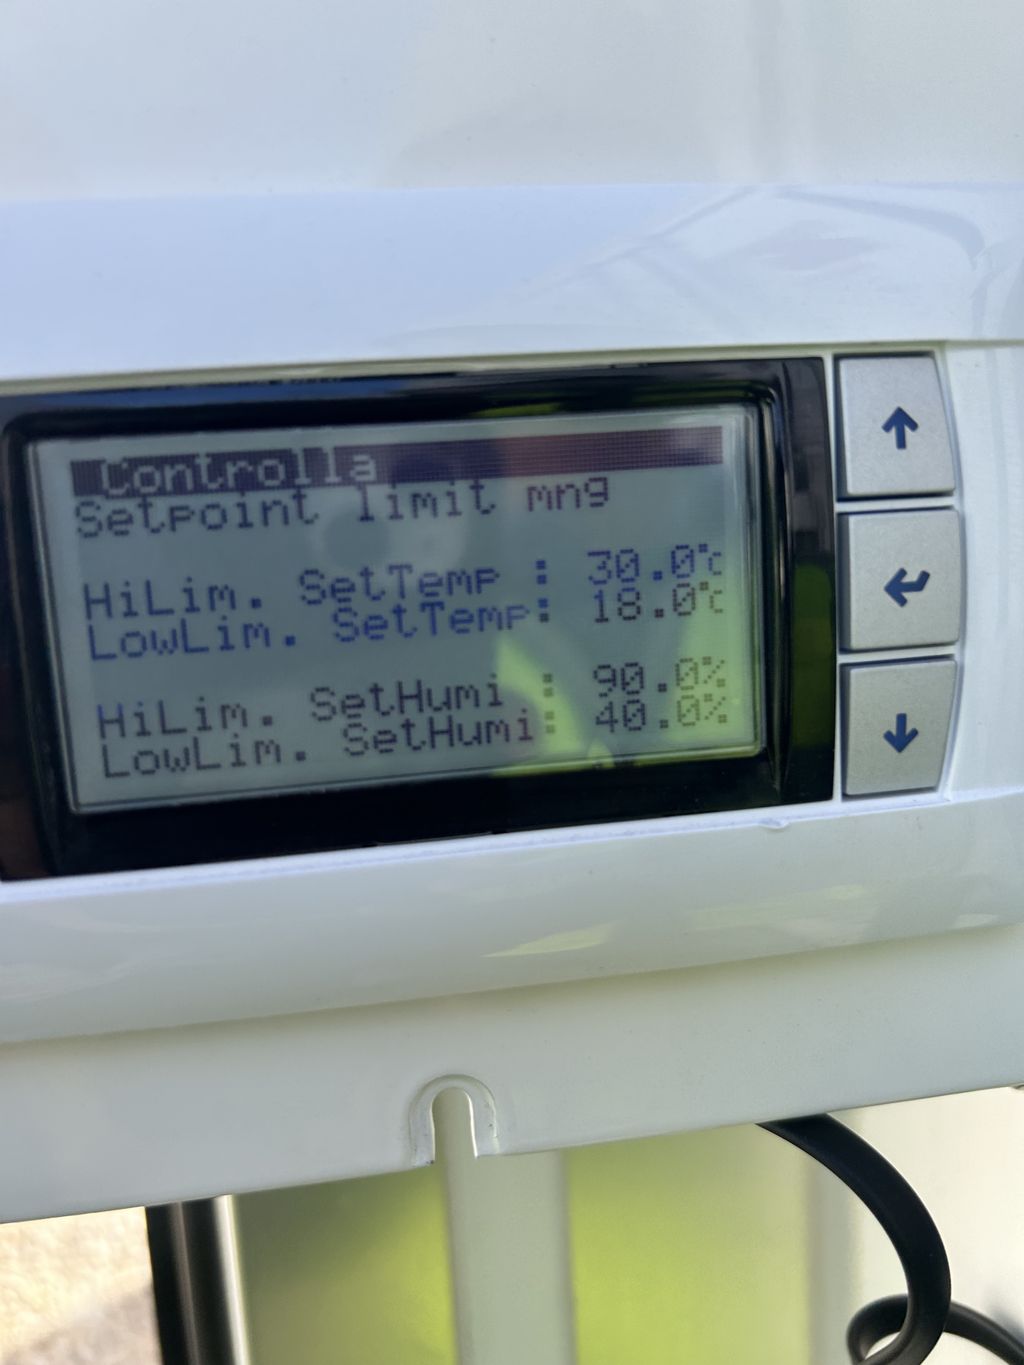 Controlla
Setpoint limit mng
HiLim. SetTemp : 30.0°c
LowLim. SetTemp: 18.0°c
HiLim. SetHumi : 90.0%
LowLim. SetHumi: 40.0%